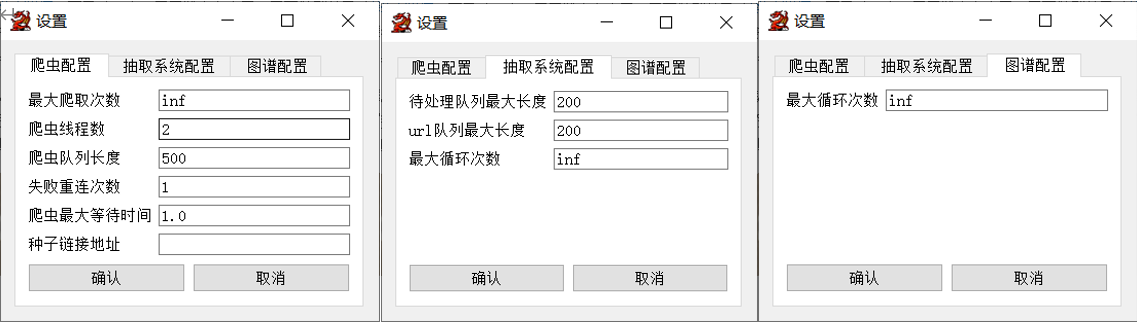 设置
爬虫配置 抽取系统配置 图谱配置
最大爬取次数 inf
爬虫线程数 2
爬虫队列长度 500
失败重连次数 1
爬虫最大等待时间 1.0
种子链接地址
确认 取消
设置
爬虫配置 抽取系统配置 图谱配置
待处理队列最大长度 200
url队列最大长度 200
最大循环次数 inf
确认 取消
设置
爬虫配置 抽取系统配置 图谱配置
最大循环次数 inf
确认 取消